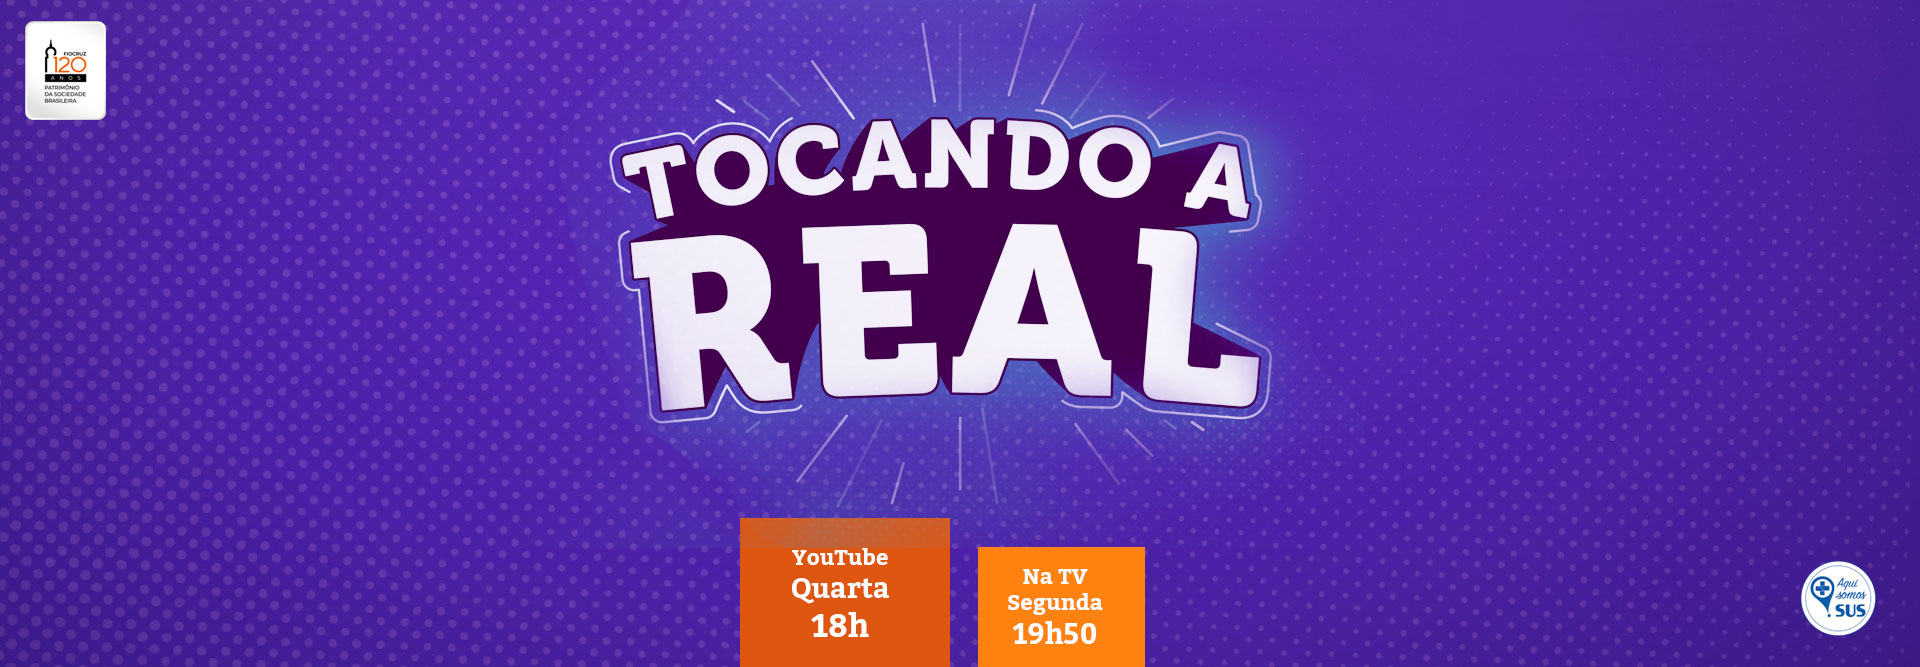 FIOCRUZ
120
ANOS
PATRIMÔNIO
DA SOCIEDADE
BRASILEIRA
TOCANDO A
REAL
YouTube
Quarta
18h
Na TV
Segunda
19h50
Aqui
somos
SUS